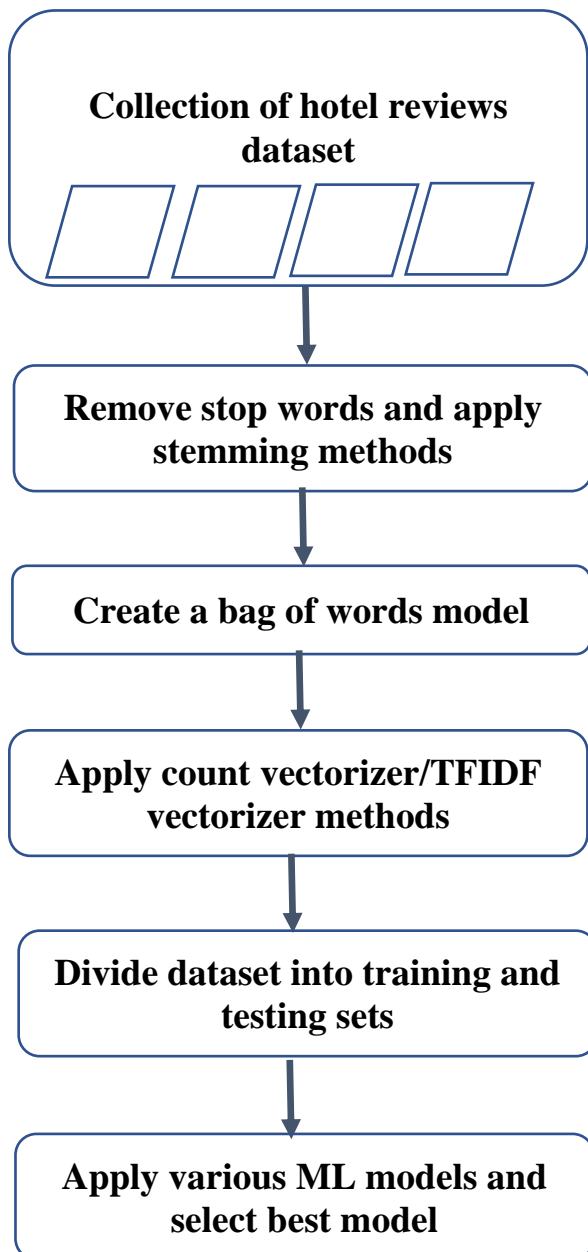 Collection of hotel reviews
dataset
Remove stop words and apply
stemming methods
Create a bag of words model
Apply count vectorizer/TFIDF
vectorizer methods
Divide dataset into training and
testing sets
Apply various ML models and
select best model